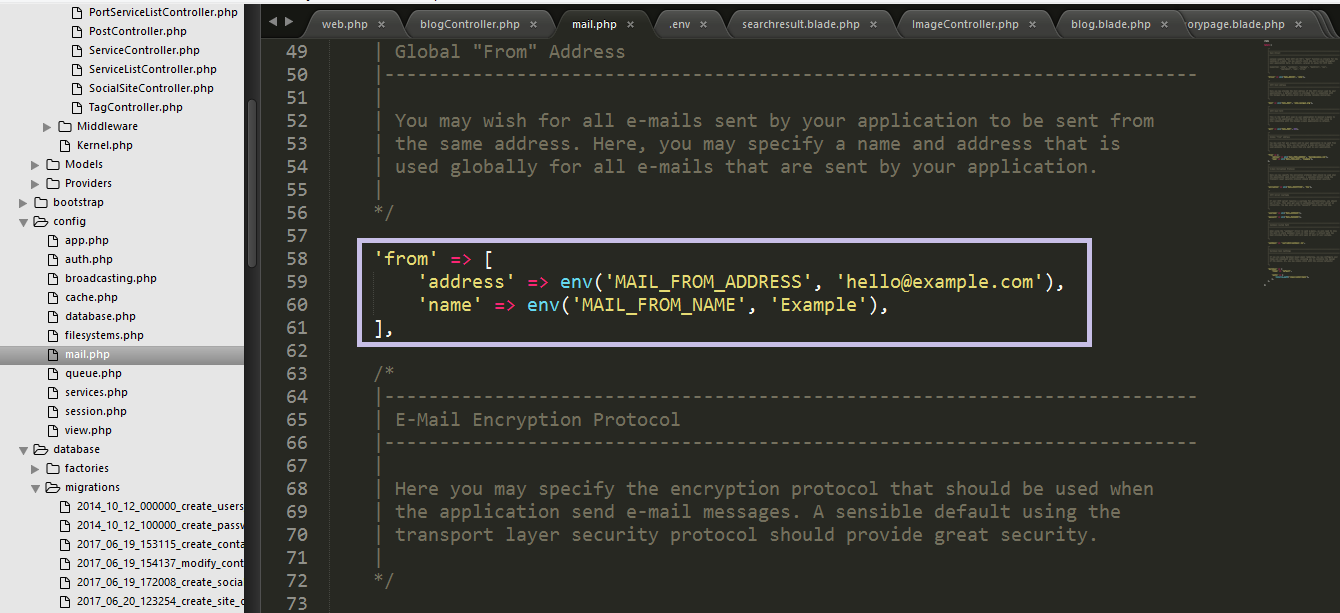 PortServiceListController.php
PostController.php
ServiceController.php
ServiceListController.php
SocialSiteController.php
TagController.php
Middleware
Kernel.php
Models
Providers
bootstrap
config
app.php
auth.php
broadcasting.php
cache.php
database.php
filesystems.php
mail.php
queue.php
services.php
session.php
view.php
database
factories
migrations
2014_10_12_000000_create_users
2014_10_12_100000_create_passw
2017_06_19_153115_create_conta
2017_06_19_154137_modify_cont
2017_06_19_172008_create_socia
2017_06_20_123254_create_site_c
web.php × blogController.php × mail.php × .env × searchresult.blade.php × ImageController.php × blog.blade.php × orypage.blade.php ×
49 | Global "From" Address
50 |--------------------------------------------------------------------------
51 |
52 | You may wish for all e-mails sent by your application to be sent from
53 | the same address. Here, you may specify a name and address that is
54 | used globally for all e-mails that are sent by your application.
55 |
56 */
57
58 'from' => [
59 'address' => env('MAIL_FROM_ADDRESS', 'hello@example.com'),
60 'name' => env('MAIL_FROM_NAME', 'Example'),
61 ],
62
63 /*
64 |--------------------------------------------------------------------------
65 | E-Mail Encryption Protocol
66 |--------------------------------------------------------------------------
67 |
68 | Here you may specify the encryption protocol that should be used when
69 | the application send e-mail messages. A sensible default using the
70 | transport layer security protocol should provide great security.
71 |
72 */
73